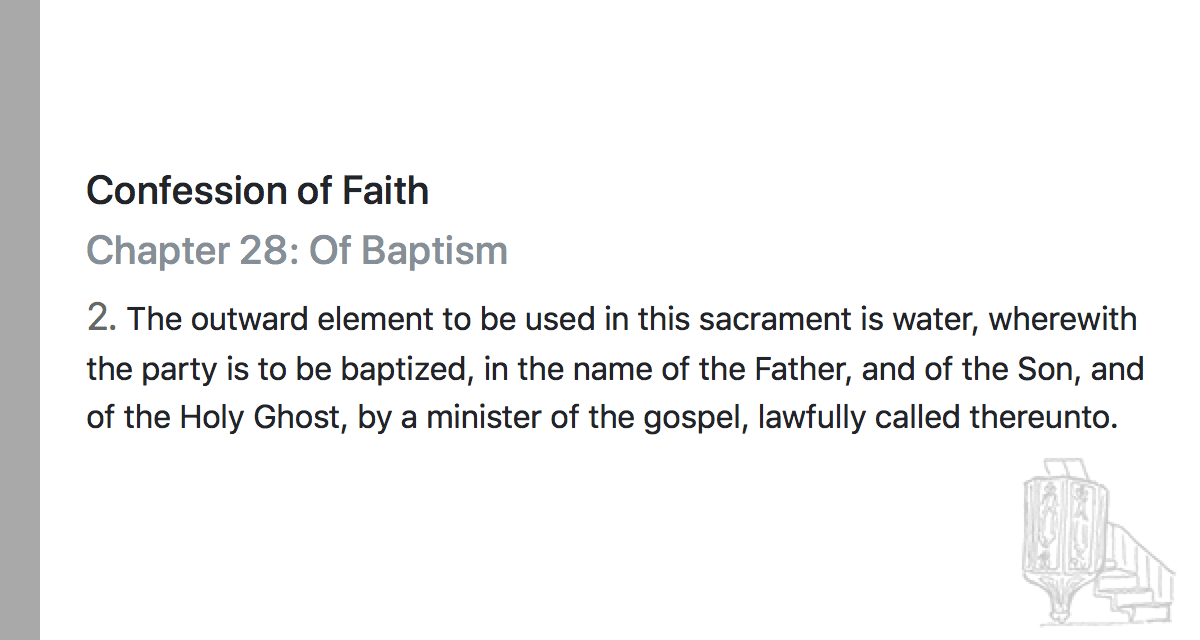 Confession of Faith
Chapter 28: Of Baptism
2. The outward element to be used in this sacrament is water, wherewith
the party is to be baptized, in the name of the Father, and of the Son, and
of the Holy Ghost, by a minister of the gospel, lawfully called thereunto.